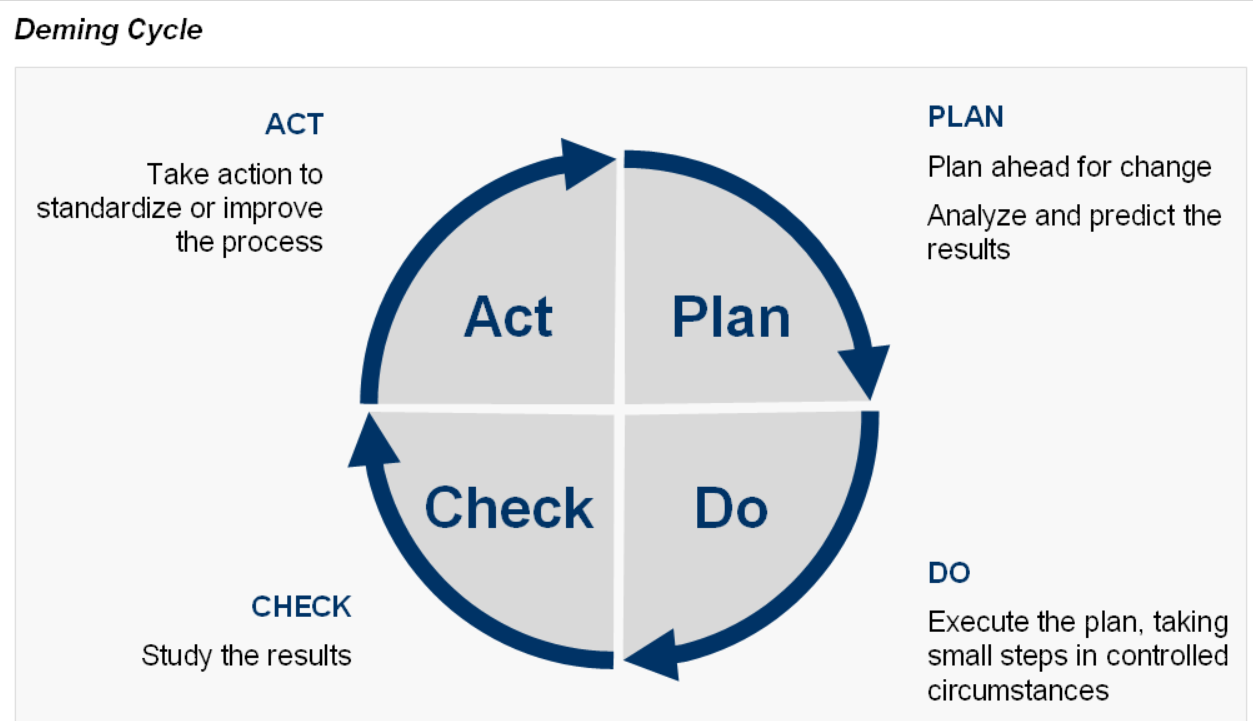 Deming Cycle
ACT
Take action to
standardize or improve
the process
PLAN
Plan ahead for change
Analyze and predict the
results
Act
Plan
Check
Do
CHECK
Study the results
DO
Execute the plan, taking
small steps in controlled
circumstances